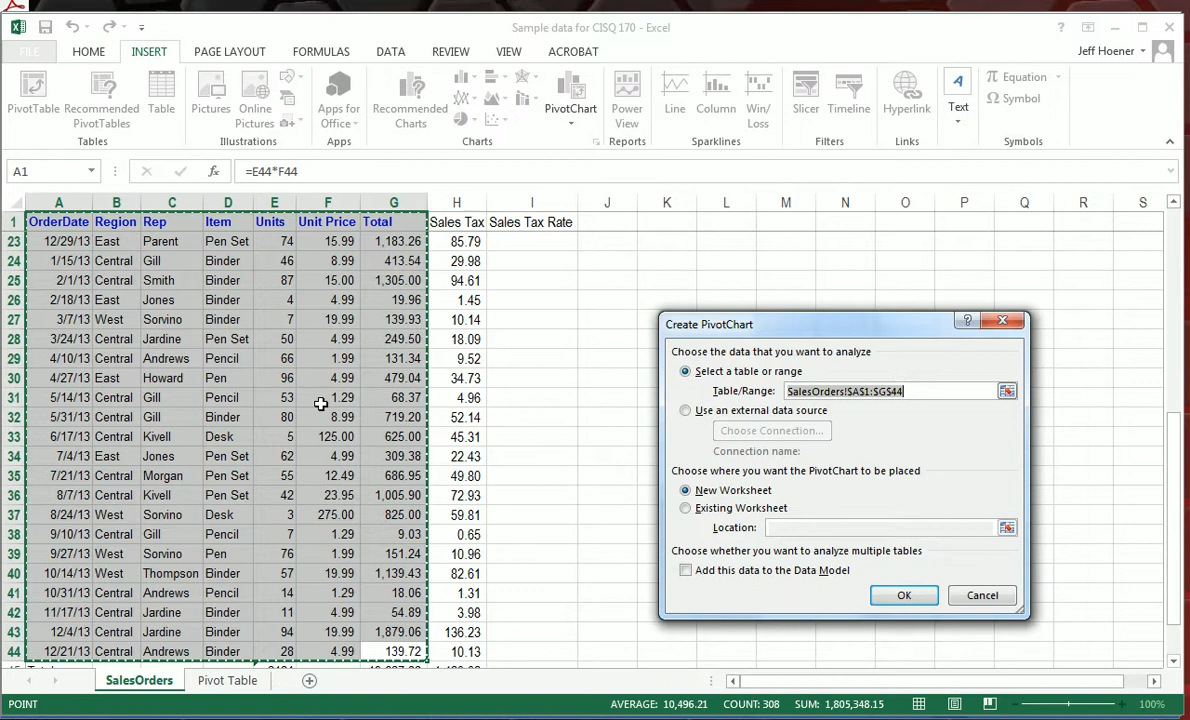 Sample data for CISQ 170 - Excel
FILE HOME INSERT PAGE LAYOUT FORMULAS DATA REVIEW VIEW ACROBAT Jeff Hoener
PivotTable Recommended PivotTables Table Pictures Online Pictures Apps for Office Recommended Charts PivotChart Power View Line Column Win/ Loss Slicer Timeline Hyperlink Text Equation Symbol
Tables Illustrations Apps Charts Reports Sparklines Filters Links Symbols
A1 fx =E44*F44
A B C D E F G H I J K L M N O P Q R S
1 OrderDate Region Rep Item Units Unit Price Total Sales Tax Sales Tax Rate
23 12/29/13 East Parent Pen Set 74 15.99 1,183.26 85.79
24 1/15/13 Central Gill Binder 46 8.99 413.54 29.98
25 2/1/13 Central Smith Binder 87 15.00 1,305.00 94.61
26 2/18/13 East Jones Binder 4 4.99 19.96 1.45
27 3/7/13 West Sorvino Binder 7 19.99 139.93 10.14
28 3/24/13 Central Jardine Pen Set 50 4.99 249.50 18.09
29 4/10/13 Central Andrews Pencil 66 1.99 131.34 9.52
30 4/27/13 East Howard Pen 96 4.99 479.04 34.73
31 5/14/13 Central Gill Pencil 53 1.29 68.37 4.96
32 5/31/13 Central Gill Binder 80 8.99 719.20 52.14
33 6/17/13 Central Kivell Desk 5 125.00 625.00 45.31
34 7/4/13 East Jones Pen Set 62 4.99 309.38 22.43
35 7/21/13 Central Morgan Pen Set 55 12.49 686.95 49.80
36 8/7/13 Central Kivell Pen Set 42 23.95 1,005.90 72.93
37 8/24/13 West Sorvino Desk 3 275.00 825.00 59.81
38 9/10/13 Central Gill Pencil 7 1.29 9.03 0.65
39 9/27/13 West Sorvino Pen 76 1.99 151.24 10.96
40 10/14/13 West Thompson Binder 57 19.99 1,139.43 82.61
41 10/31/13 Central Andrews Pencil 14 1.29 18.06 1.31
42 11/17/13 Central Jardine Binder 11 4.99 54.89 3.98
43 12/4/13 Central Jardine Binder 94 19.99 1,879.06 136.23
44 12/21/13 Central Andrews Binder 28 4.99 139.72 10.13
Create PivotChart
Choose the data that you want to analyze
Select a table or range
Table/Range: SalesOrders!$A$1:$G$44
Use an external data source
Choose Connection...
Connection name:
Choose where you want the PivotChart to be placed
New Worksheet
Existing Worksheet
Location:
Choose whether you want to analyze multiple tables
Add this data to the Data Model
OK Cancel
SalesOrders Pivot Table
POINT AVERAGE: 10,496.21 COUNT: 308 SUM: 1,805,348.15 100%